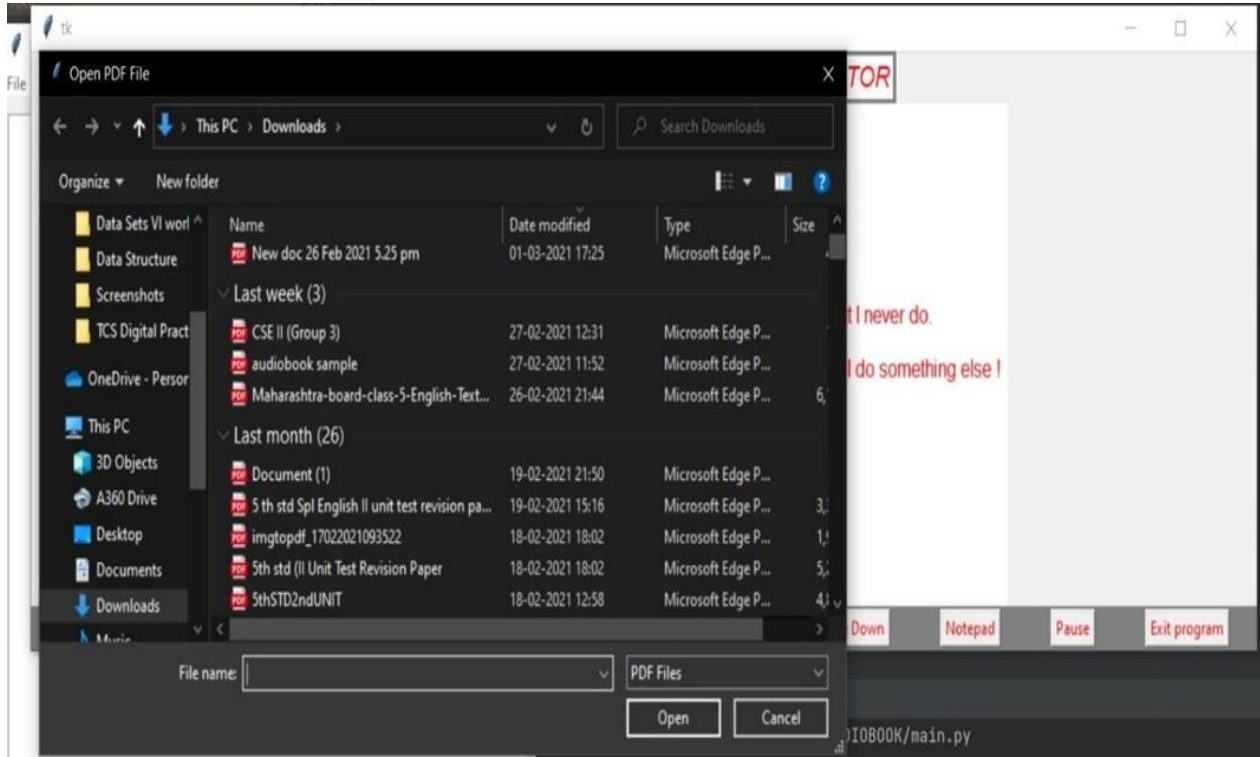 tk
File
Open PDF File
TOR
This PC > Downloads >
Search Downloads
Organize
New folder
Data Sets VI worl
Data Structure
Screenshots
TCS Digital Pract
OneDrive - Person
This PC
3D Objects
A360 Drive
Desktop
Documents
Downloads
Music
Name Date modified Type Size
New doc 26 Feb 2021 5.25 pm 01-03-2021 17:25 Microsoft Edge P...
Last week (3)
CSE II (Group 3) 27-02-2021 12:31 Microsoft Edge P...
audiobook sample 27-02-2021 11:52 Microsoft Edge P...
Maharashtra-board-class-5-English-Text... 26-02-2021 21:44 Microsoft Edge P... 6,
Last month (26)
Document (1) 19-02-2021 21:50 Microsoft Edge P...
5 th std Spl English II unit test revision pa... 19-02-2021 15:16 Microsoft Edge P... 3,
imgtopdf_17022021093522 18-02-2021 18:02 Microsoft Edge P... 1,
5th std (II Unit Test Revision Paper 18-02-2021 18:02 Microsoft Edge P... 5,
5thSTD2ndUNIT 18-02-2021 12:58 Microsoft Edge P... 4,
t I never do.
I do something else !
Down Notepad Pause Exit program
File name: PDF Files
Open Cancel
DIOBOOK/main.py